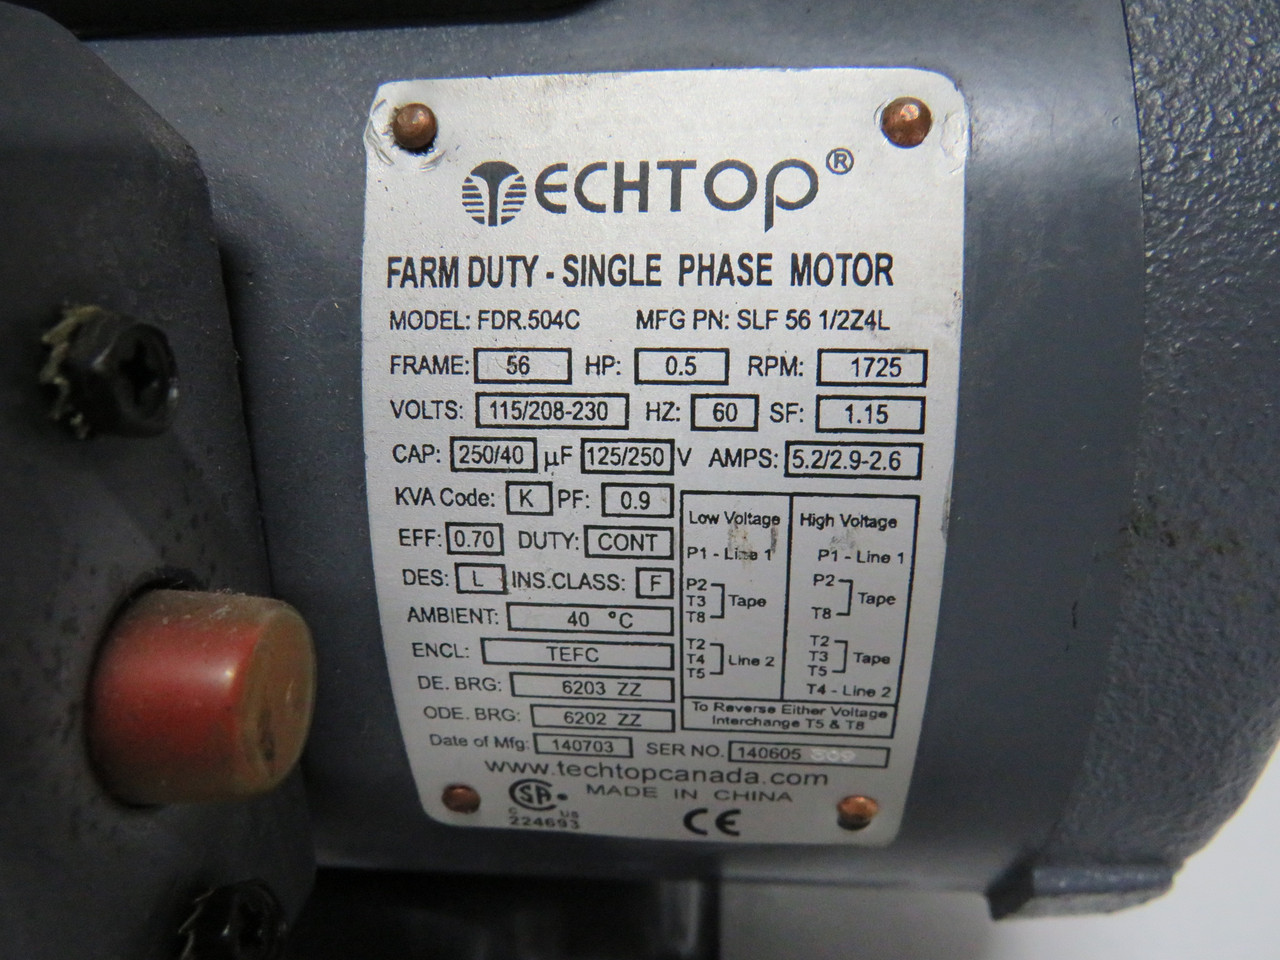 TECHTOP®
FARM DUTY - SINGLE PHASE MOTOR
MODEL: FDR.504C MFG PN: SLF 56 1/2Z4L
FRAME: 56 HP: 0.5 RPM: 1725
VOLTS: 115/208-230 HZ: 60 SF: 1.15
CAP: 250/40 µF 125/250 V AMPS: 5.2/2.9-2.6
KVA Code: K PF: 0.9
EFF: 0.70 DUTY: CONT
DES: L INS.CLASS: F
AMBIENT: 40 °C
ENCL: TEFC
DE. BRG: 6203 ZZ
ODE. BRG: 6202 ZZ
Low Voltage
P1 - Line 1
P2
T3 Tape
T8
T2
T4 Line 2
T5
High Voltage
P1 - Line 1
P2
Tape
T8
T2
T3 Tape
T5
T4 - Line 2
To Reverse Either Voltage
Interchange T5 & T8
Date of Mfg: 140703 SER NO. 140605
www.techtopcanada.com
MADE IN CHINA
SA
C US
224693
CE